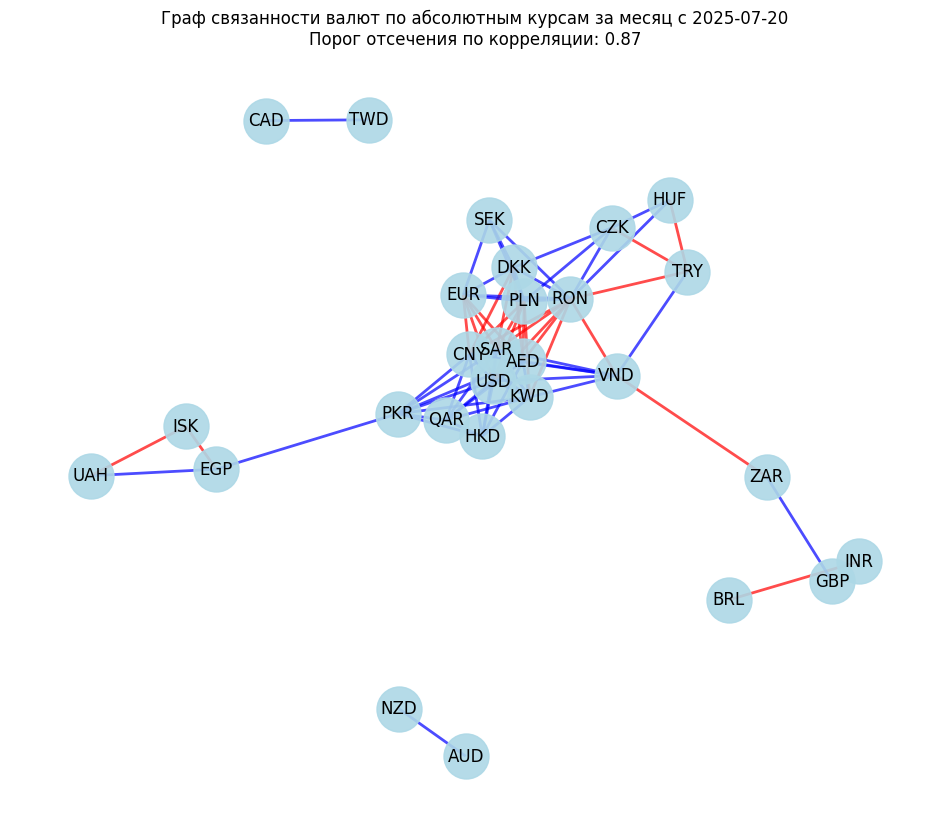 Граф связанности валют по абсолютным курсам за месяц с 2025-07-20
Порог отсечения по корреляции: 0.87
CAD
TWD
HUF
SEK
CZK
DKK
TRY
EUR
PLN
RON
CNY
SAR
AED
USD
VND
KWD
PKR
QAR
HKD
ISK
EGP
UAH
ZAR
INR
GBP
BRL
NZD
AUD